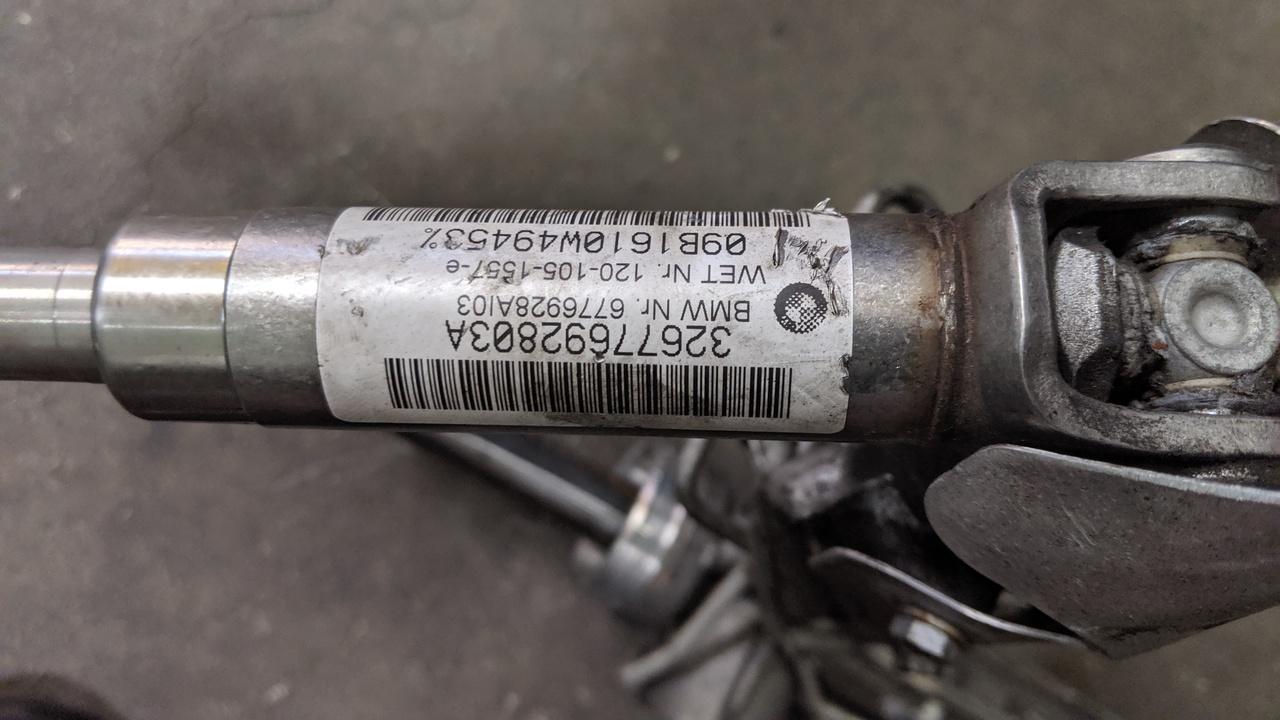 32677692803A
BMW Nr. 6776928AI03
WET Nr. 120-105-1557-e
09B1610W49453%